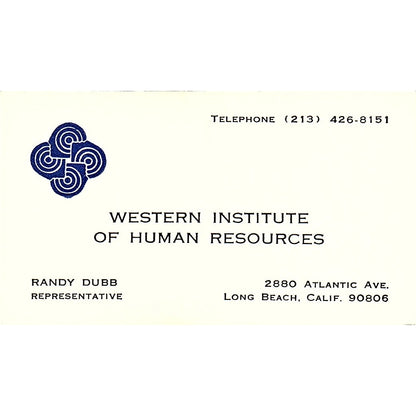 TELEPHONE (213) 426-8151
WESTERN INSTITUTE
OF HUMAN RESOURCES
RANDY DUBB
REPRESENTATIVE
2880 ATLANTIC AVE.
LONG BEACH, CALIF. 90806